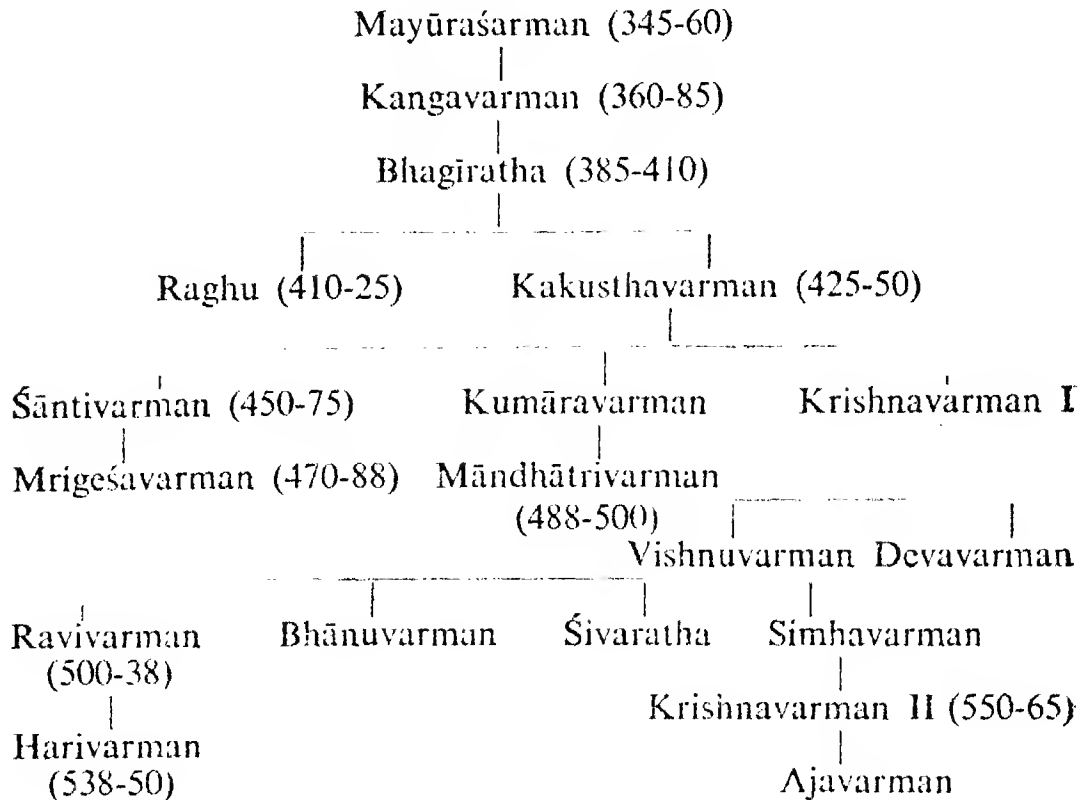 Mayūraśarman (345-60)
Kangavarman (360-85)
Bhagīratha (385-410)
Raghu (410-25) Kakusthavarman (425-50)
Śāntivarman (450-75) Kumāravarman Krishnavarman I
Mrigeśavarman (470-88) Māndhātrivarman
(488-500)
Vishnuvarman Devavarman
Ravivarman Bhānuvarman Śivaratha Simhavarman
(500-38)
Krishnavarman II (550-65)
Harivarman
(538-50) Ajavarman